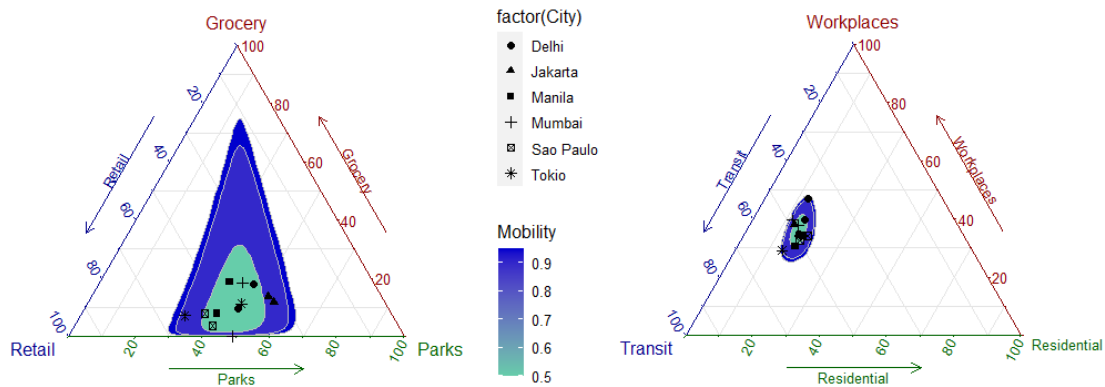 Grocery
100
80
60
40
20
Grocery
20
40
60
80
100
Retail
Retail
Parks
20
40
60
80
100
Parks
factor(City)
Delhi
Jakarta
Manila
Mumbai
Sao Paulo
Tokio
Mobility
0.9
0.8
0.7
0.6
0.5
Workplaces
100
80
60
40
20
Workplaces
20
40
60
80
100
Transit
Transit
Residential
20
40
60
80
100
Residential